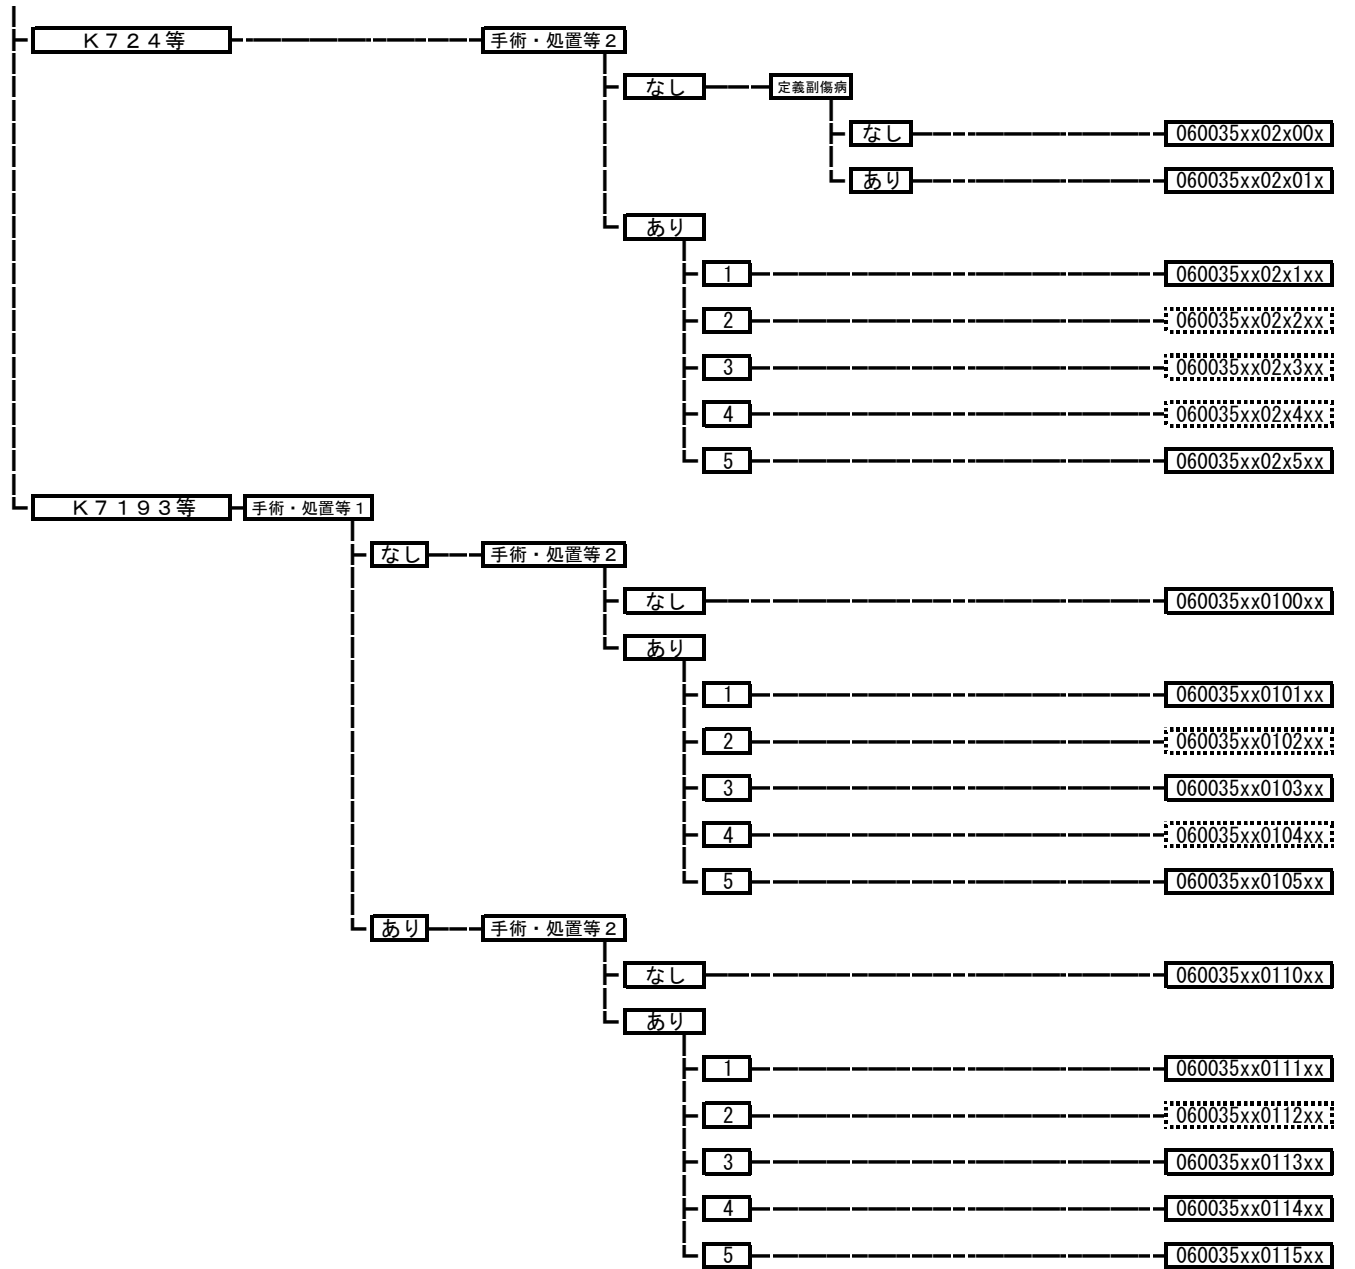 K724等 手術・処置等2
なし 定義副傷病
なし 060035xx02x00x
あり 060035xx02x01x
あり
1 060035xx02x1xx
2 060035xx02x2xx
3 060035xx02x3xx
4 060035xx02x4xx
5 060035xx02x5xx
K7193等 手術・処置等1
なし 手術・処置等2
なし 060035xx0100xx
あり
1 060035xx0101xx
2 060035xx0102xx
3 060035xx0103xx
4 060035xx0104xx
5 060035xx0105xx
あり 手術・処置等2
なし 060035xx0110xx
あり
1 060035xx0111xx
2 060035xx0112xx
3 060035xx0113xx
4 060035xx0114xx
5 060035xx0115xx